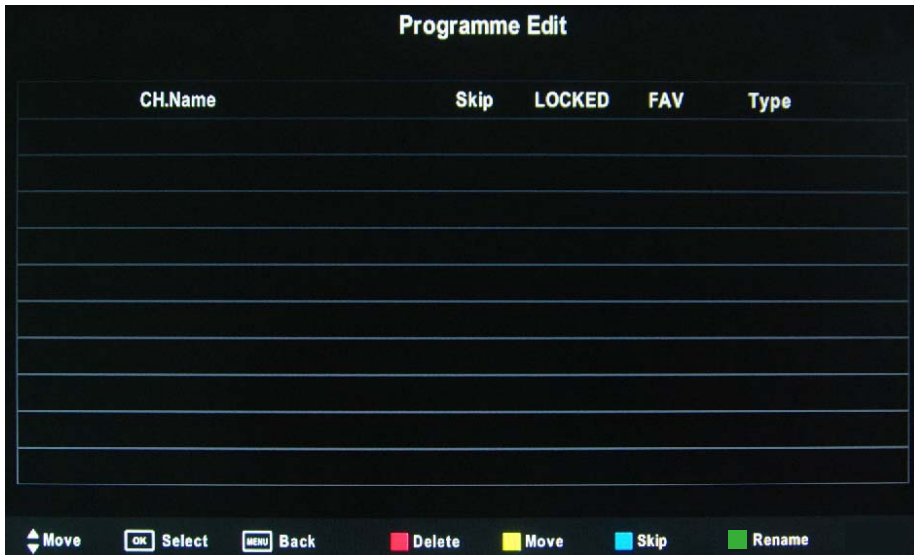 Programme Edit
CH.Name Skip LOCKED FAV Type
Move OK Select MENU Back Delete Move Skip Rename